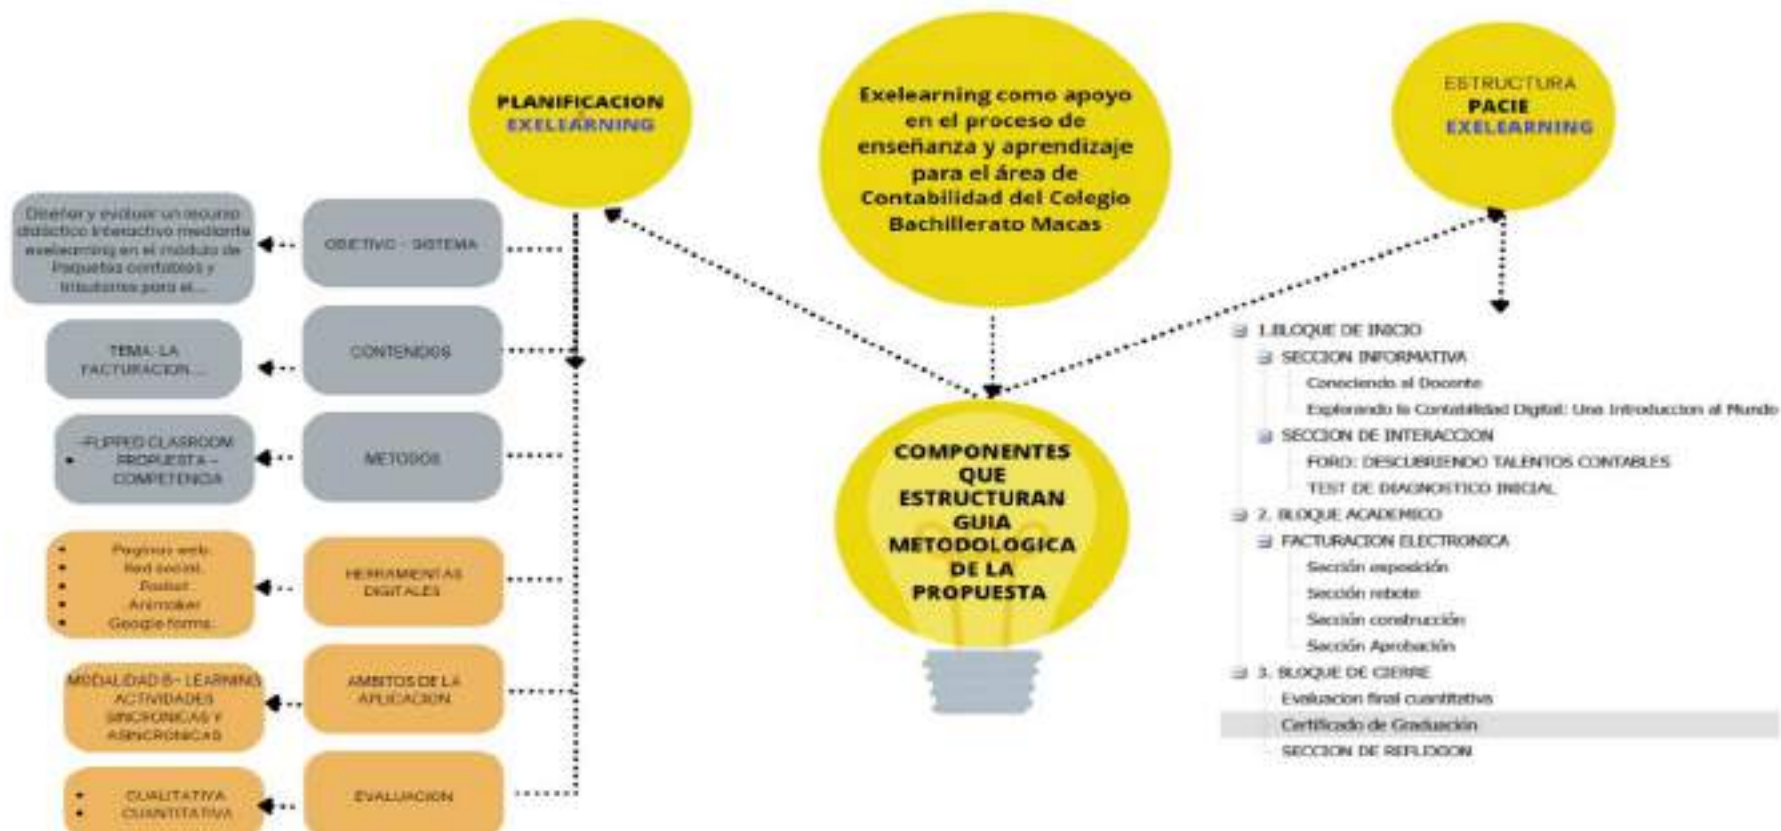 PLANIFICACION
EXELEARNING
Exelearning como apoyo
en el proceso de
enseñanza y aprendizaje
para el área de
Contabilidad del Colegio
Bachillerato Macas
ESTRUCTURA
PACIE
EXELEARNING
Diseñar y evaluar un recurso
didáctico interactivo mediante
exelearning en el módulo de
Paquetes contables y
tributarios para el...
OBJETIVO - SISTEMA
TEMA: LA
FACTURACION....
CONTENIDOS
-FLIPPED CLASROOM
• PROPUESTA -
COMPETENCIA
METODOS
• Paginas web.
• Red social.
•
• Animaker
• Google forms.
HERRAMIENTAS
DIGITALES
MODALIDAD B- LEARNING
ACTIVIDADES
SINCRONICAS Y
ASINCRONICAS
AMBITOS DE LA
APLICACION
• CUALITATIVA
• CUANTITATIVA
EVALUACION
COMPONENTES
QUE
ESTRUCTURAN
GUIA
METODOLOGICA
DE LA
PROPUESTA
1.BLOQUE DE INICIO
SECCION INFORMATIVA
Conociendo al Docente
Explorando la Contabilidad Digital: Una Introduccion al Mundo
SECCION DE INTERACCION
FORO: DESCUBRIENDO TALENTOS CONTABLES
TEST DE DIAGNOSTICO INICIAL
2. BLOQUE ACADEMICO
FACTURACION ELECTRONICA
Sección exposición
Sección rebote
Sección construcción
Sección Aprobación
3. BLOQUE DE CIERRE
Evaluacion final cuantitativa
Certificado de Graduación
SECCION DE REFLEXION